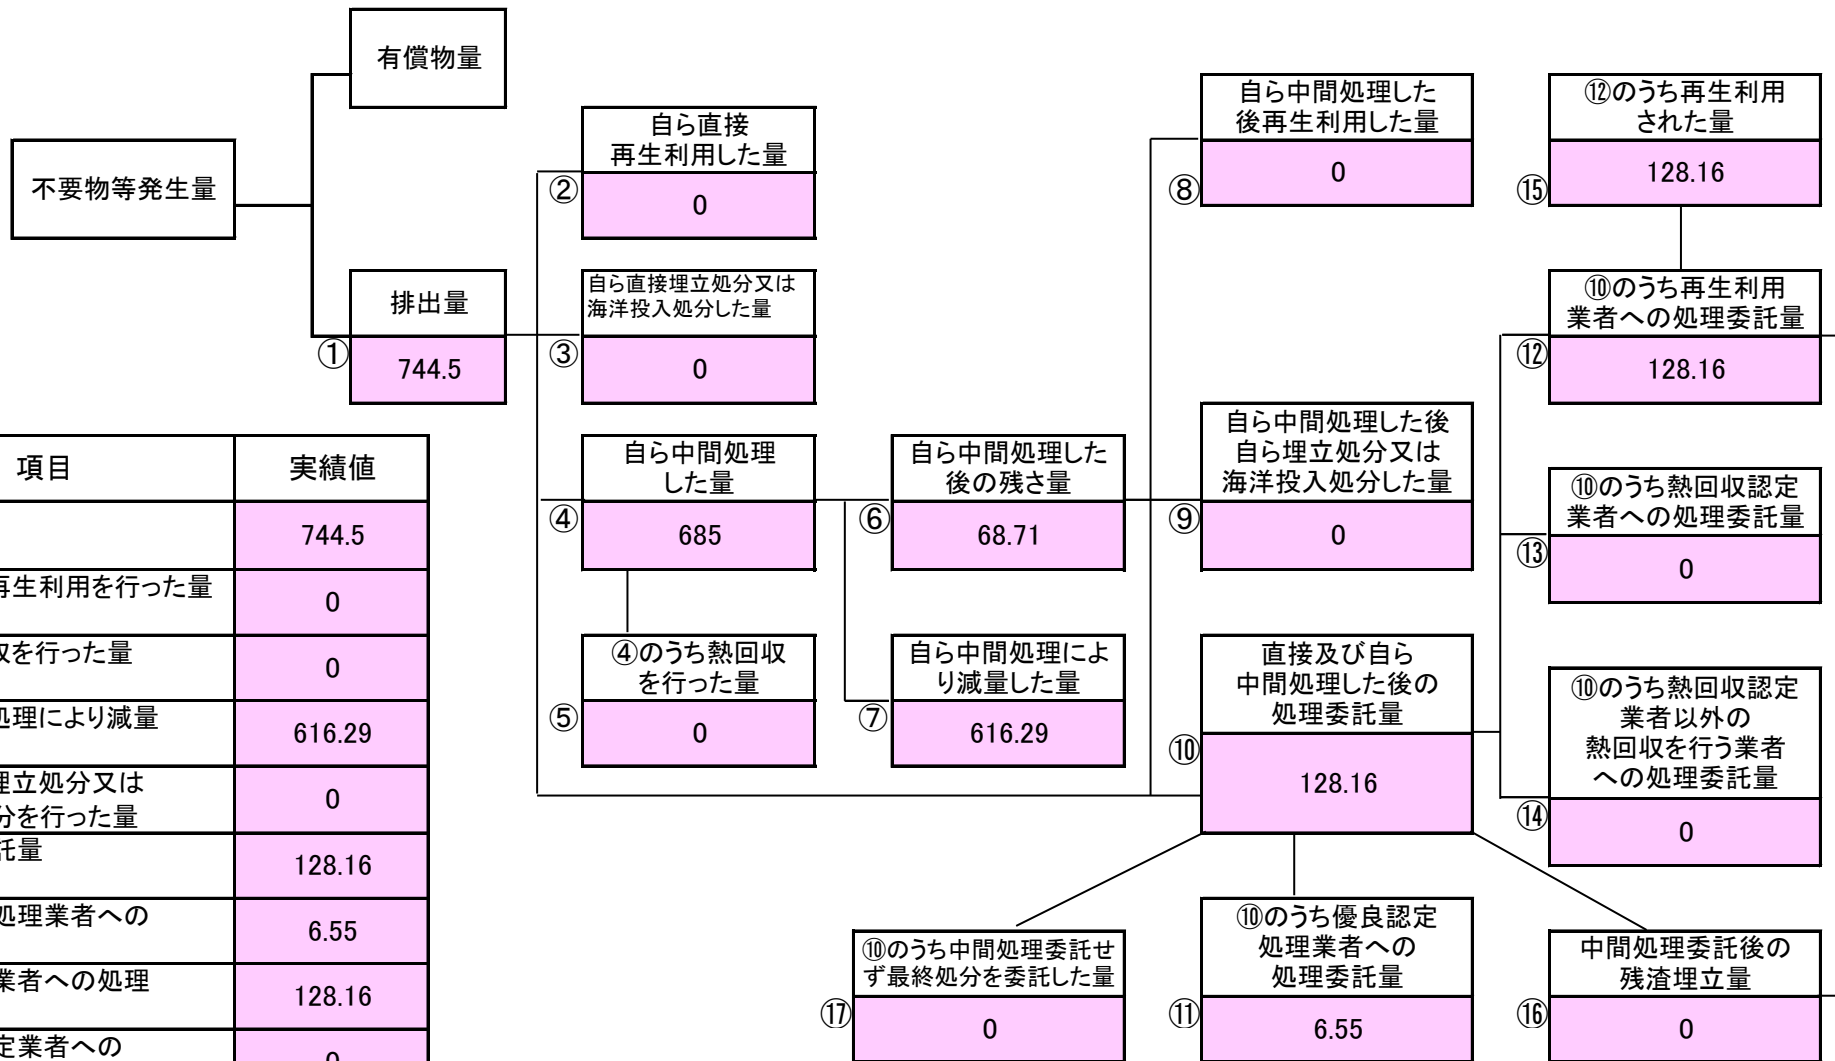 有償物量
不要物等発生量
排出量
①
744.5
自ら直接
再生利用した量
②
0
自ら直接埋立処分又は
海洋投入処分した量
③
0
自ら中間処理
した量
④
685
④のうち熱回収
を行った量
⑤
0
自ら中間処理した
後の残さ量
⑥
68.71
自ら中間処理によ
り減量した量
⑦
616.29
自ら中間処理した
後再生利用した量
⑧
0
自ら中間処理した後
自ら埋立処分又は
海洋投入処分した量
⑨
0
直接及び自ら
中間処理した後の
処理委託量
⑩
128.16
⑫のうち再生利用
された量
⑮
128.16
⑩のうち再生利用
業者への処理委託量
⑫
128.16
⑩のうち熱回収認定
業者への処理委託量
⑬
0
⑩のうち熱回収認定
業者以外の
熱回収を行う業者
への処理委託量
⑭
0
⑩のうち中間処理委託せ
ず最終処分を委託した量
⑰
0
⑩のうち優良認定
処理業者への
処理委託量
⑪
6.55
中間処理委託後の
残渣埋立量
⑯
0
項目 実績値
744.5
再生利用を行った量
0
を行った量
0
処理により減量
616.29
立処分又は
を行った量
0
託量
128.16
処理業者への
6.55
業者への処理
128.16
定業者への
0